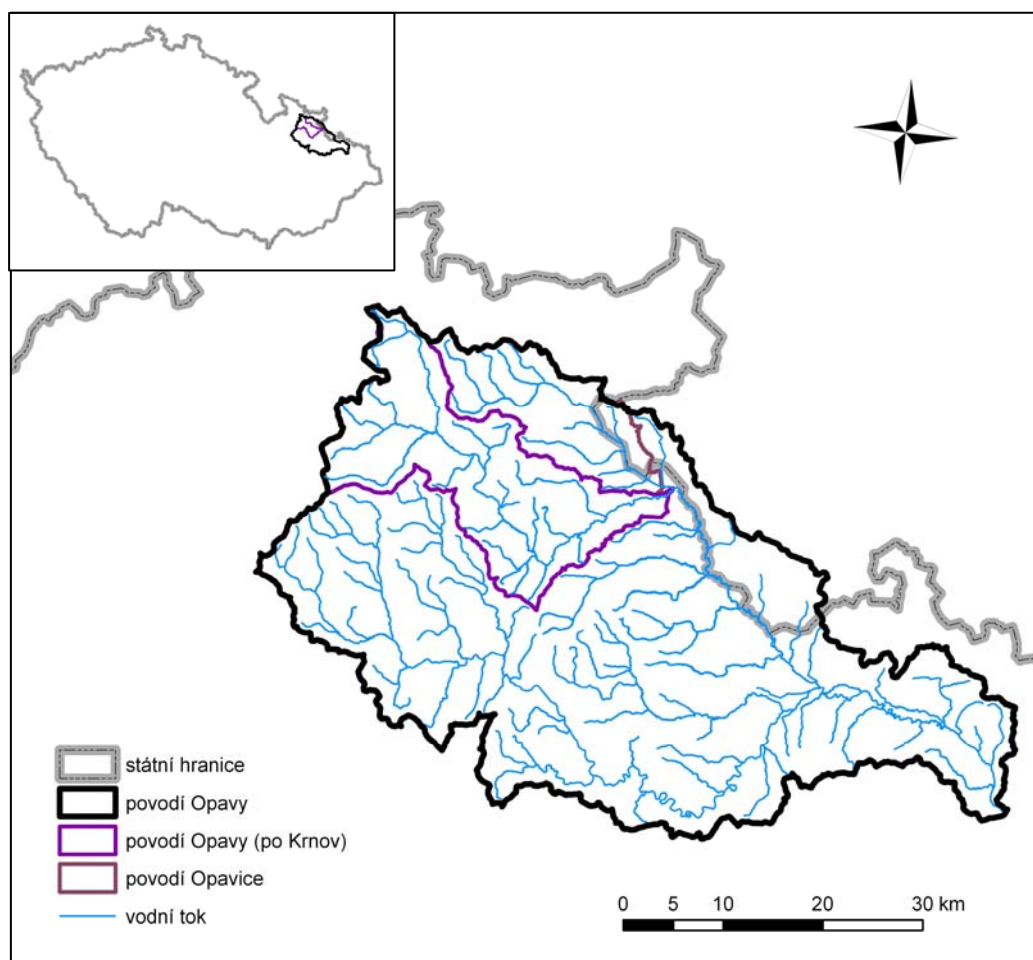 státní hranice
povodí Opavy
povodí Opavy (po Krnov)
povodí Opavice
vodní tok
0 5 10 20 30 km